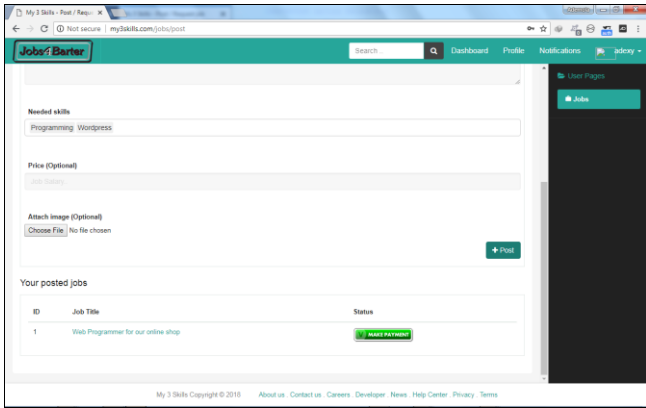 My 3 Skills - Post / Requ
Not secure | my3skills.com/jobs/post
Jobs4Barter
Search
Dashboard Profile Notifications adexy
User Pages
Jobs
Needed skills
Programming Wordpress
Price (Optional)
Job Salary
Attach image (Optional)
Choose File No file chosen
+ Post
Your posted jobs
ID Job Title Status
1 Web Programmer for our online shop MAKE PAYMENT
My 3 Skills Copyright © 2018 About us . Contact us . Careers . Developer . News . Help Center . Privacy . Terms